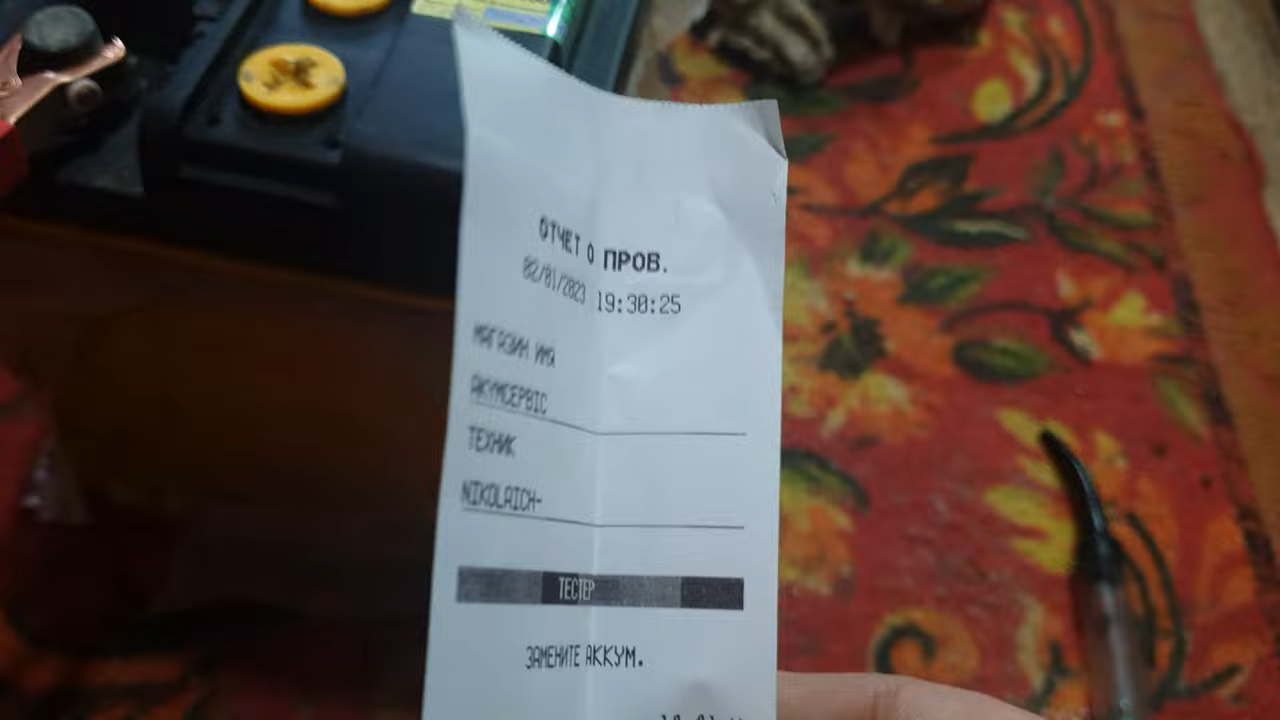 ОТЧЕТ О ПРОВ.
02/01/2023 19:30:25
МАГАЗИН ИМЯ
АКУМСЕРВІС
ТЕХНИК
NIKOLAICH-
ТЕСТЕР
ЗАМЕНИТЕ АККУМ.